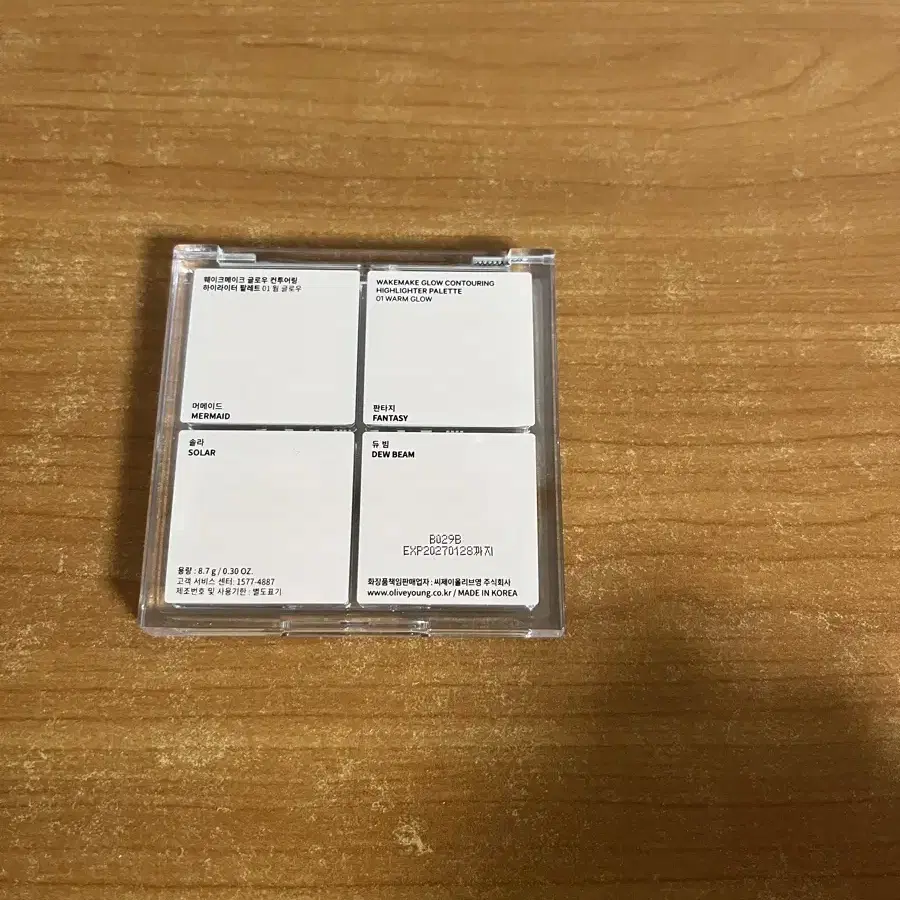 웨이크메이크 글로우 컨투어링
하이라이터 팔레트 01 웜 글로우
머메이드
MERMAID
WAKEMAKE GLOW CONTOURING
HIGHLIGHTER PALETTE
01 WARM GLOW
판타지
FANTASY
솔라
SOLAR
용량 : 8.7 g / 0.30 OZ.
고객 서비스 센터: 1577-4887
제조번호 및 사용기한 : 별도표기
듀 빔
DEW BEAM
B029B
EXP20270128까지
화장품책임판매업자 : 씨제이올리브영 주식회사
www.oliveyoung.co.kr / MADE IN KOREA